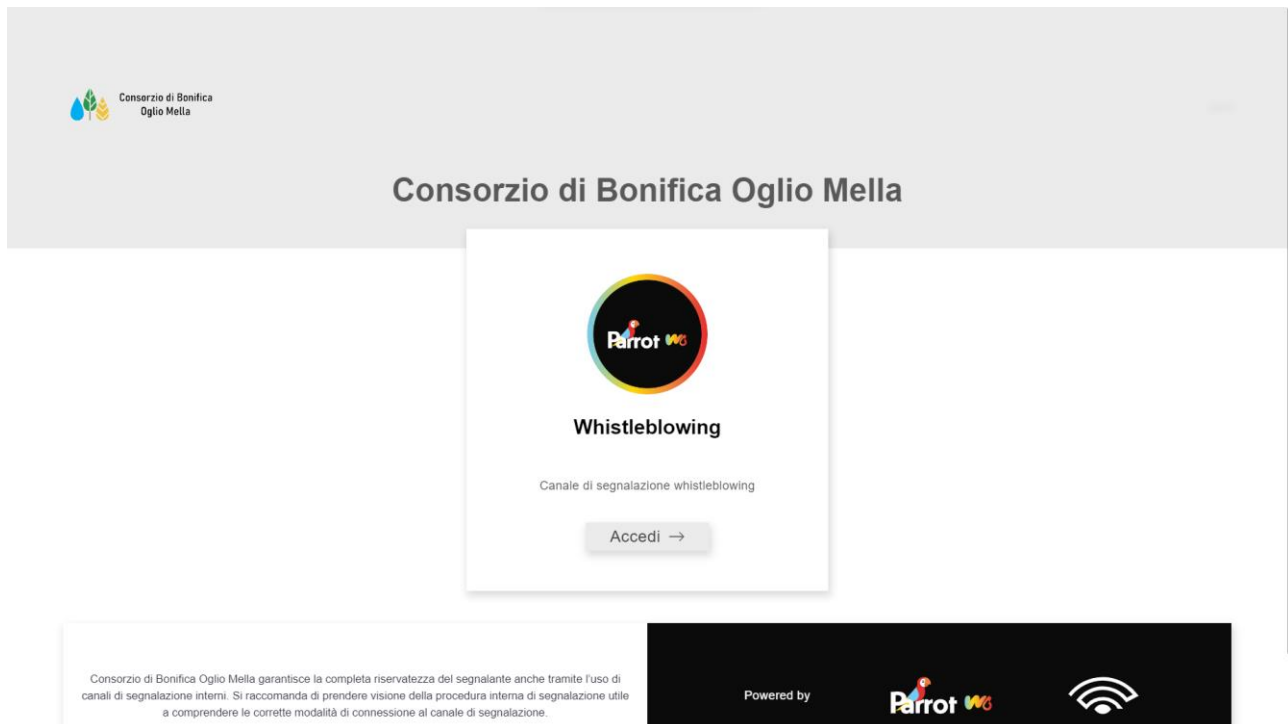 Consorzio di Bonifica
Oglio Mella
Consorzio di Bonifica Oglio Mella
Parrot WB
Whistleblowing
Canale di segnalazione whistleblowing
Accedi →
Consorzio di Bonifica Oglio Mella garantisce la completa riservatezza del segnalante anche tramite l'uso di
canali di segnalazione interni. Si raccomanda di prendere visione della procedura interna di segnalazione utile
a comprendere le corrette modalità di connessione al canale di segnalazione.
Powered by
Parrot WB